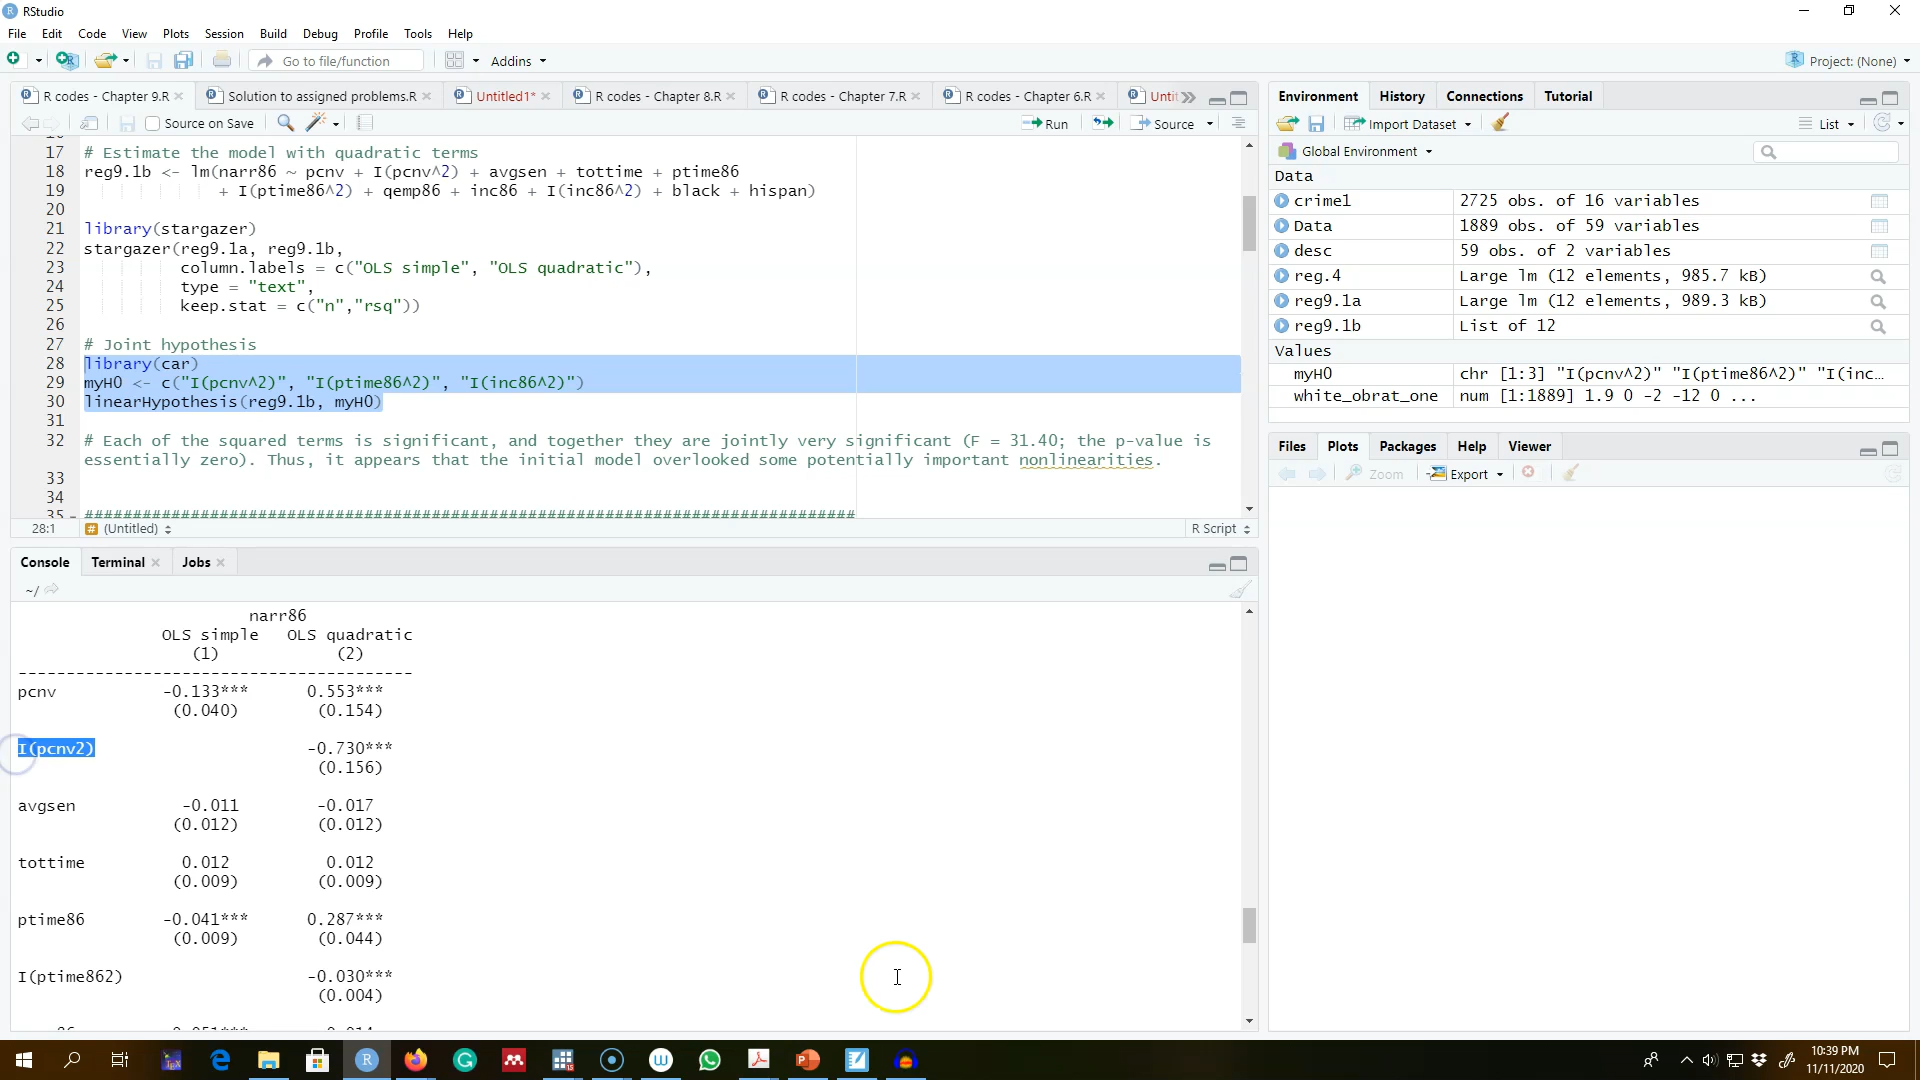 RStudio
File Edit Code View Plots Session Build Debug Profile Tools Help
Go to file/function Addins Project: (None)
R codes - Chapter 9.R Solution to assigned problems.R Untitled1* R codes - Chapter 8.R R codes - Chapter 7.R R codes - Chapter 6.R Untit
Source on Save Run Source
17 # Estimate the model with quadratic terms
18 reg9.1b <- lm(narr86 ~ pcnv + I(pcnv^2) + avgsen + tottime + ptime86
19 + I(ptime86^2) + qemp86 + inc86 + I(inc86^2) + black + hispan)
20
21 library(stargazer)
22 stargazer(reg9.1a, reg9.1b,
23 column.labels = c("OLS simple", "OLS quadratic"),
24 type = "text",
25 keep.stat = c("n","rsq"))
26
27 # Joint hypothesis
28 library(car)
29 myH0 <- c("I(pcnv^2)", "I(ptime86^2)", "I(inc86^2)")
30 linearHypothesis(reg9.1b, myH0)
31
32 # Each of the squared terms is significant, and together they are jointly very significant (F = 31.40; the p-value is
essentially zero). Thus, it appears that the initial model overlooked some potentially important nonlinearities.
33
34
35 ################################################################################
28:1 (Untitled) R Script
Console Terminal Jobs
~/
narr86
OLS simple OLS quadratic
(1) (2)
-----------------------------------------
pcnv -0.133*** 0.553***
(0.040) (0.154)
I(pcnv2) -0.730***
(0.156)
avgsen -0.011 -0.017
(0.012) (0.012)
tottime 0.012 0.012
(0.009) (0.009)
ptime86 -0.041*** 0.287***
(0.009) (0.044)
I(ptime862) -0.030***
(0.004)
Environment History Connections Tutorial
Import Dataset List
Global Environment
Data
crime1 2725 obs. of 16 variables
Data 1889 obs. of 59 variables
desc 59 obs. of 2 variables
reg.4 Large lm (12 elements, 985.7 kB)
reg9.1a Large lm (12 elements, 989.3 kB)
reg9.1b List of 12
Values
myH0 chr [1:3] "I(pcnv^2)" "I(ptime86^2)" "I(inc…
white_obrat_one num [1:1889] 1.9 0 -2 -12 0 ...
Files Plots Packages Help Viewer
Zoom Export
10:39 PM
11/11/2020